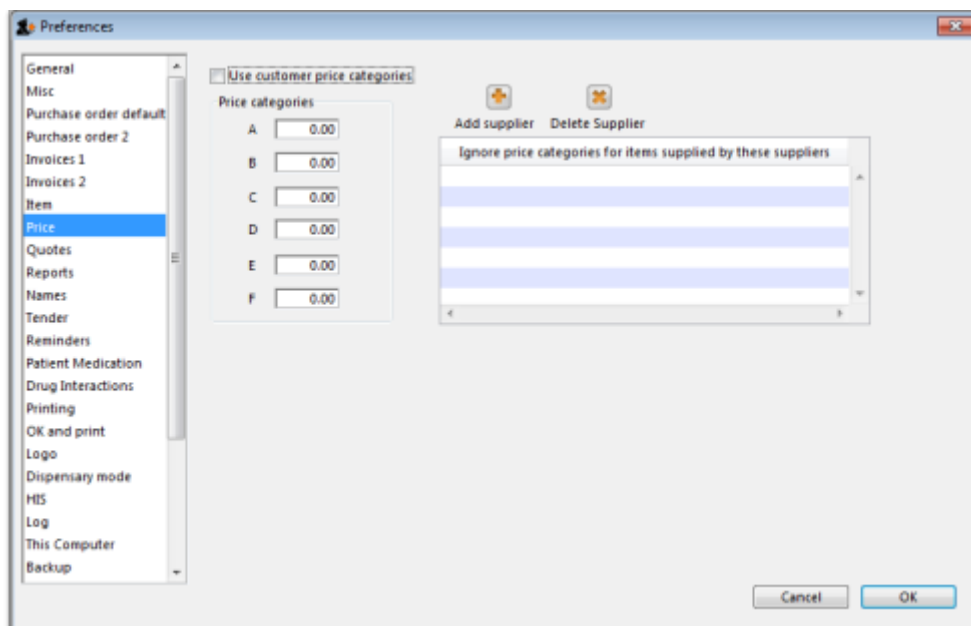 Preferences
General
Misc
Purchase order default
Purchase order 2
Invoices 1
Invoices 2
Item
Price
Quotes
Reports
Names
Tender
Reminders
Patient Medication
Drug Interactions
Printing
OK and print
Logo
Dispensary mode
HIS
Log
This Computer
Backup
Use customer price categories
Price categories
A 0.00
B 0.00
C 0.00
D 0.00
E 0.00
F 0.00
Add supplier Delete Supplier
Ignore price categories for items supplied by these suppliers
Cancel OK